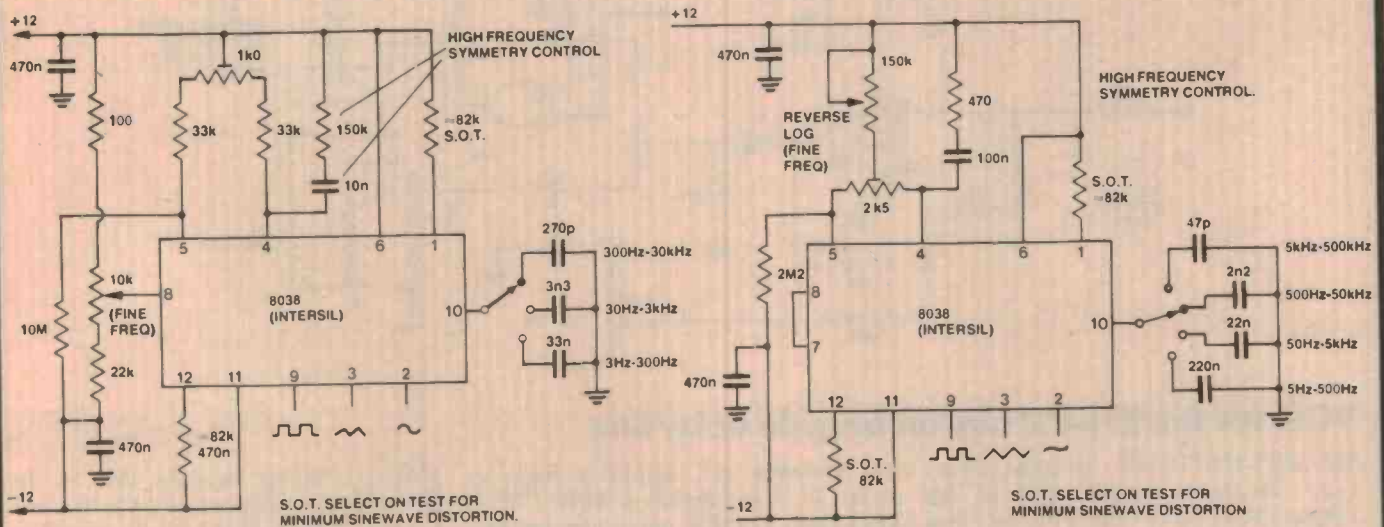 +12
470n
100
1k0
33k
33k
150k
10n
HIGH FREQUENCY
SYMMETRY CONTROL
≈82k
S.O.T.
5
4
6
1
10k
8
(FINE
FREQ)
10M
22k
470n
8038
(INTERSIL)
10
270p
300Hz-30kHz
3n3
30Hz-3kHz
33n
3Hz-300Hz
12
11
9
3
2
≈82k
470n
-12
S.O.T. SELECT ON TEST FOR
MINIMUM SINEWAVE DISTORTION.
+12
470n
150k
REVERSE
LOG
(FINE
FREQ)
470
100n
2k5
HIGH FREQUENCY
SYMMETRY CONTROL.
S.O.T.
≈82k
5
4
6
1
2M2
8
7
8038
(INTERSIL)
10
47p
5kHz-500kHz
2n2
500Hz-50kHz
22n
50Hz-5kHz
220n
5Hz-500Hz
470n
12
11
9
3
2
S.O.T.
82k
-12
S.O.T. SELECT ON TEST FOR
MINIMUM SINEWAVE DISTORTION